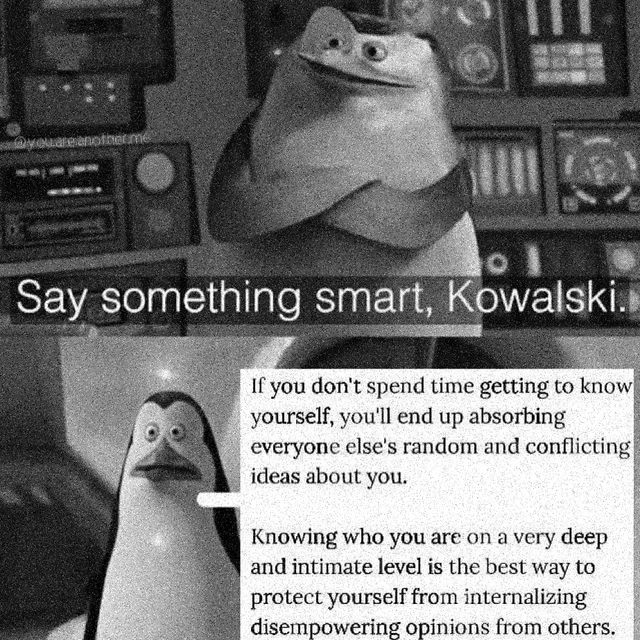 @youareanother.me
Say something smart, Kowalski.
If you don't spend time getting to know
yourself, you'll end up absorbing
everyone else's random and conflicting
ideas about you.
Knowing who you are on a very deep
and intimate level is the best way to
protect yourself from internalizing
disempowering opinions from others.